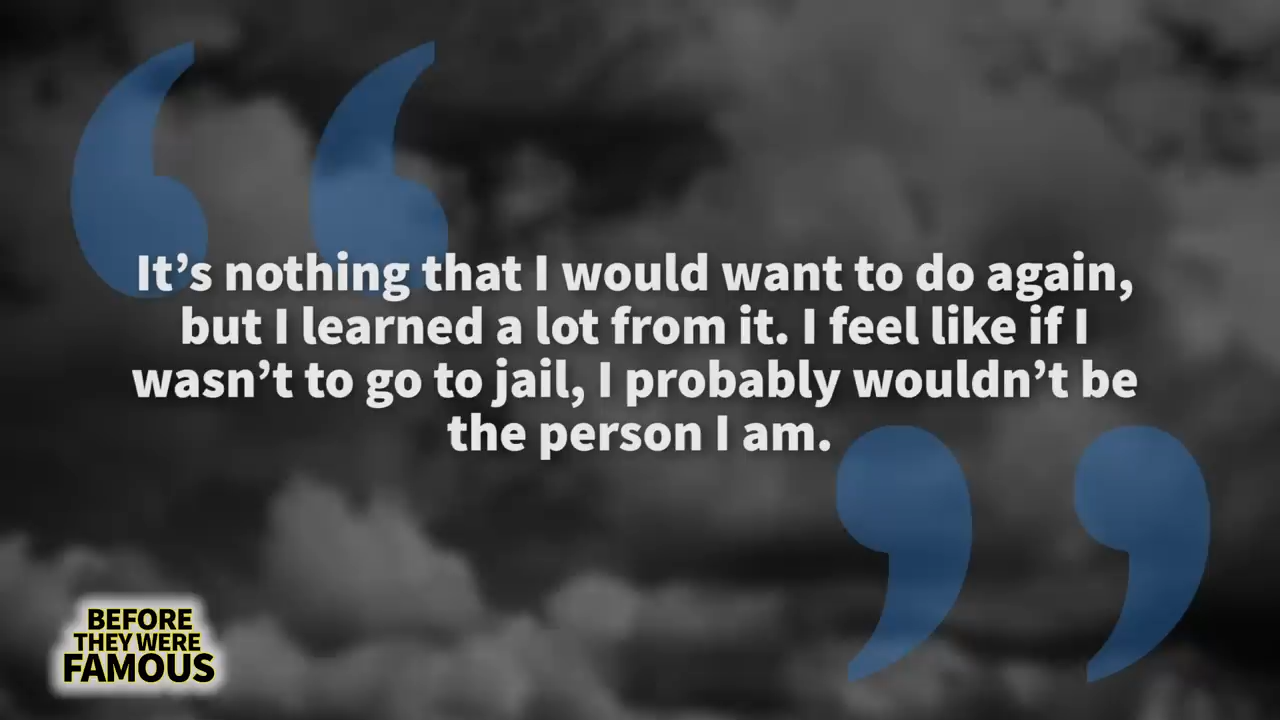 It’s nothing that I would want to do again,
but I learned a lot from it. I feel like if I
wasn’t to go to jail, I probably wouldn’t be
the person I am.
BEFORE
THEY WERE
FAMOUS